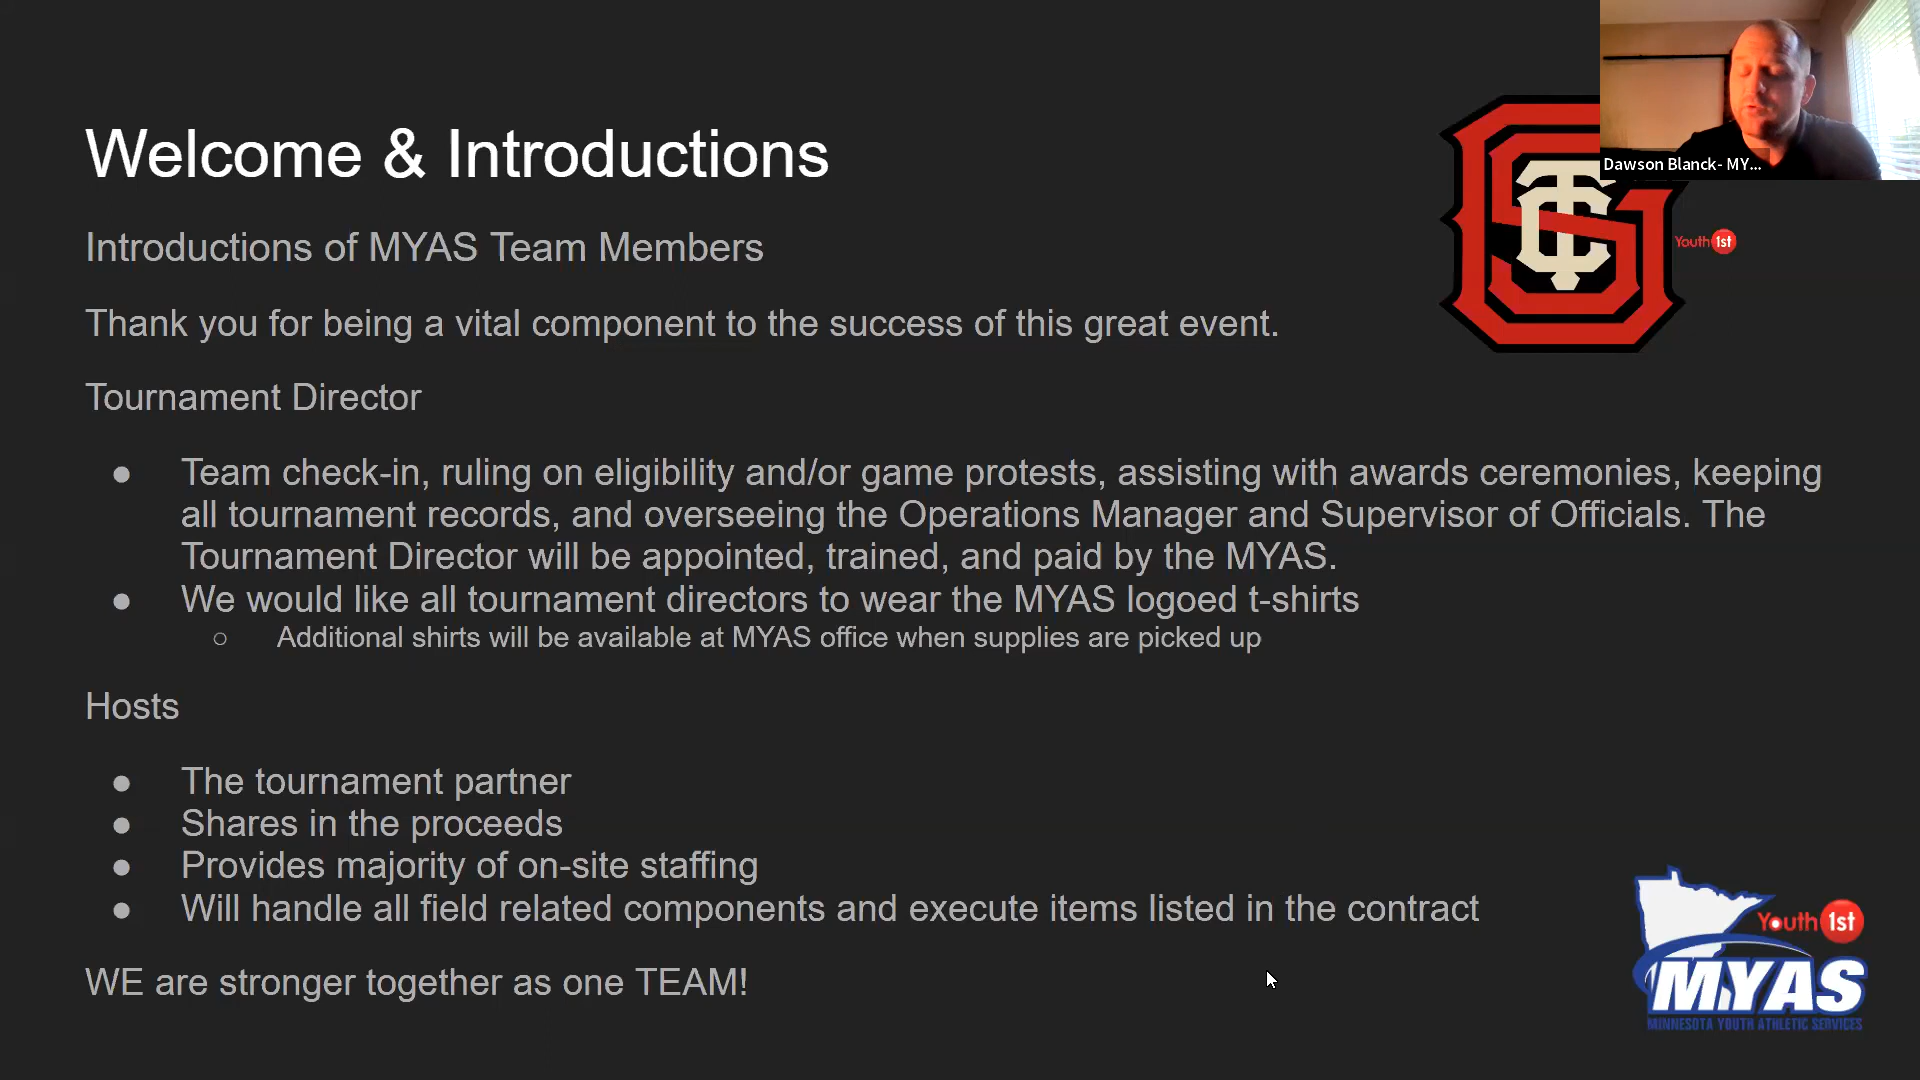 Welcome & Introductions
Dawson Blanck- MY...
Introductions of MYAS Team Members
Youth 1st
Thank you for being a vital component to the success of this great event.
Tournament Director
● Team check-in, ruling on eligibility and/or game protests, assisting with awards ceremonies, keeping
all tournament records, and overseeing the Operations Manager and Supervisor of Officials. The
Tournament Director will be appointed, trained, and paid by the MYAS.
● We would like all tournament directors to wear the MYAS logoed t-shirts
○ Additional shirts will be available at MYAS office when supplies are picked up
Hosts
● The tournament partner
● Shares in the proceeds
● Provides majority of on-site staffing
● Will handle all field related components and execute items listed in the contract
WE are stronger together as one TEAM!
Youth 1st
MYAS
MINNESOTA YOUTH ATHLETIC SERVICES